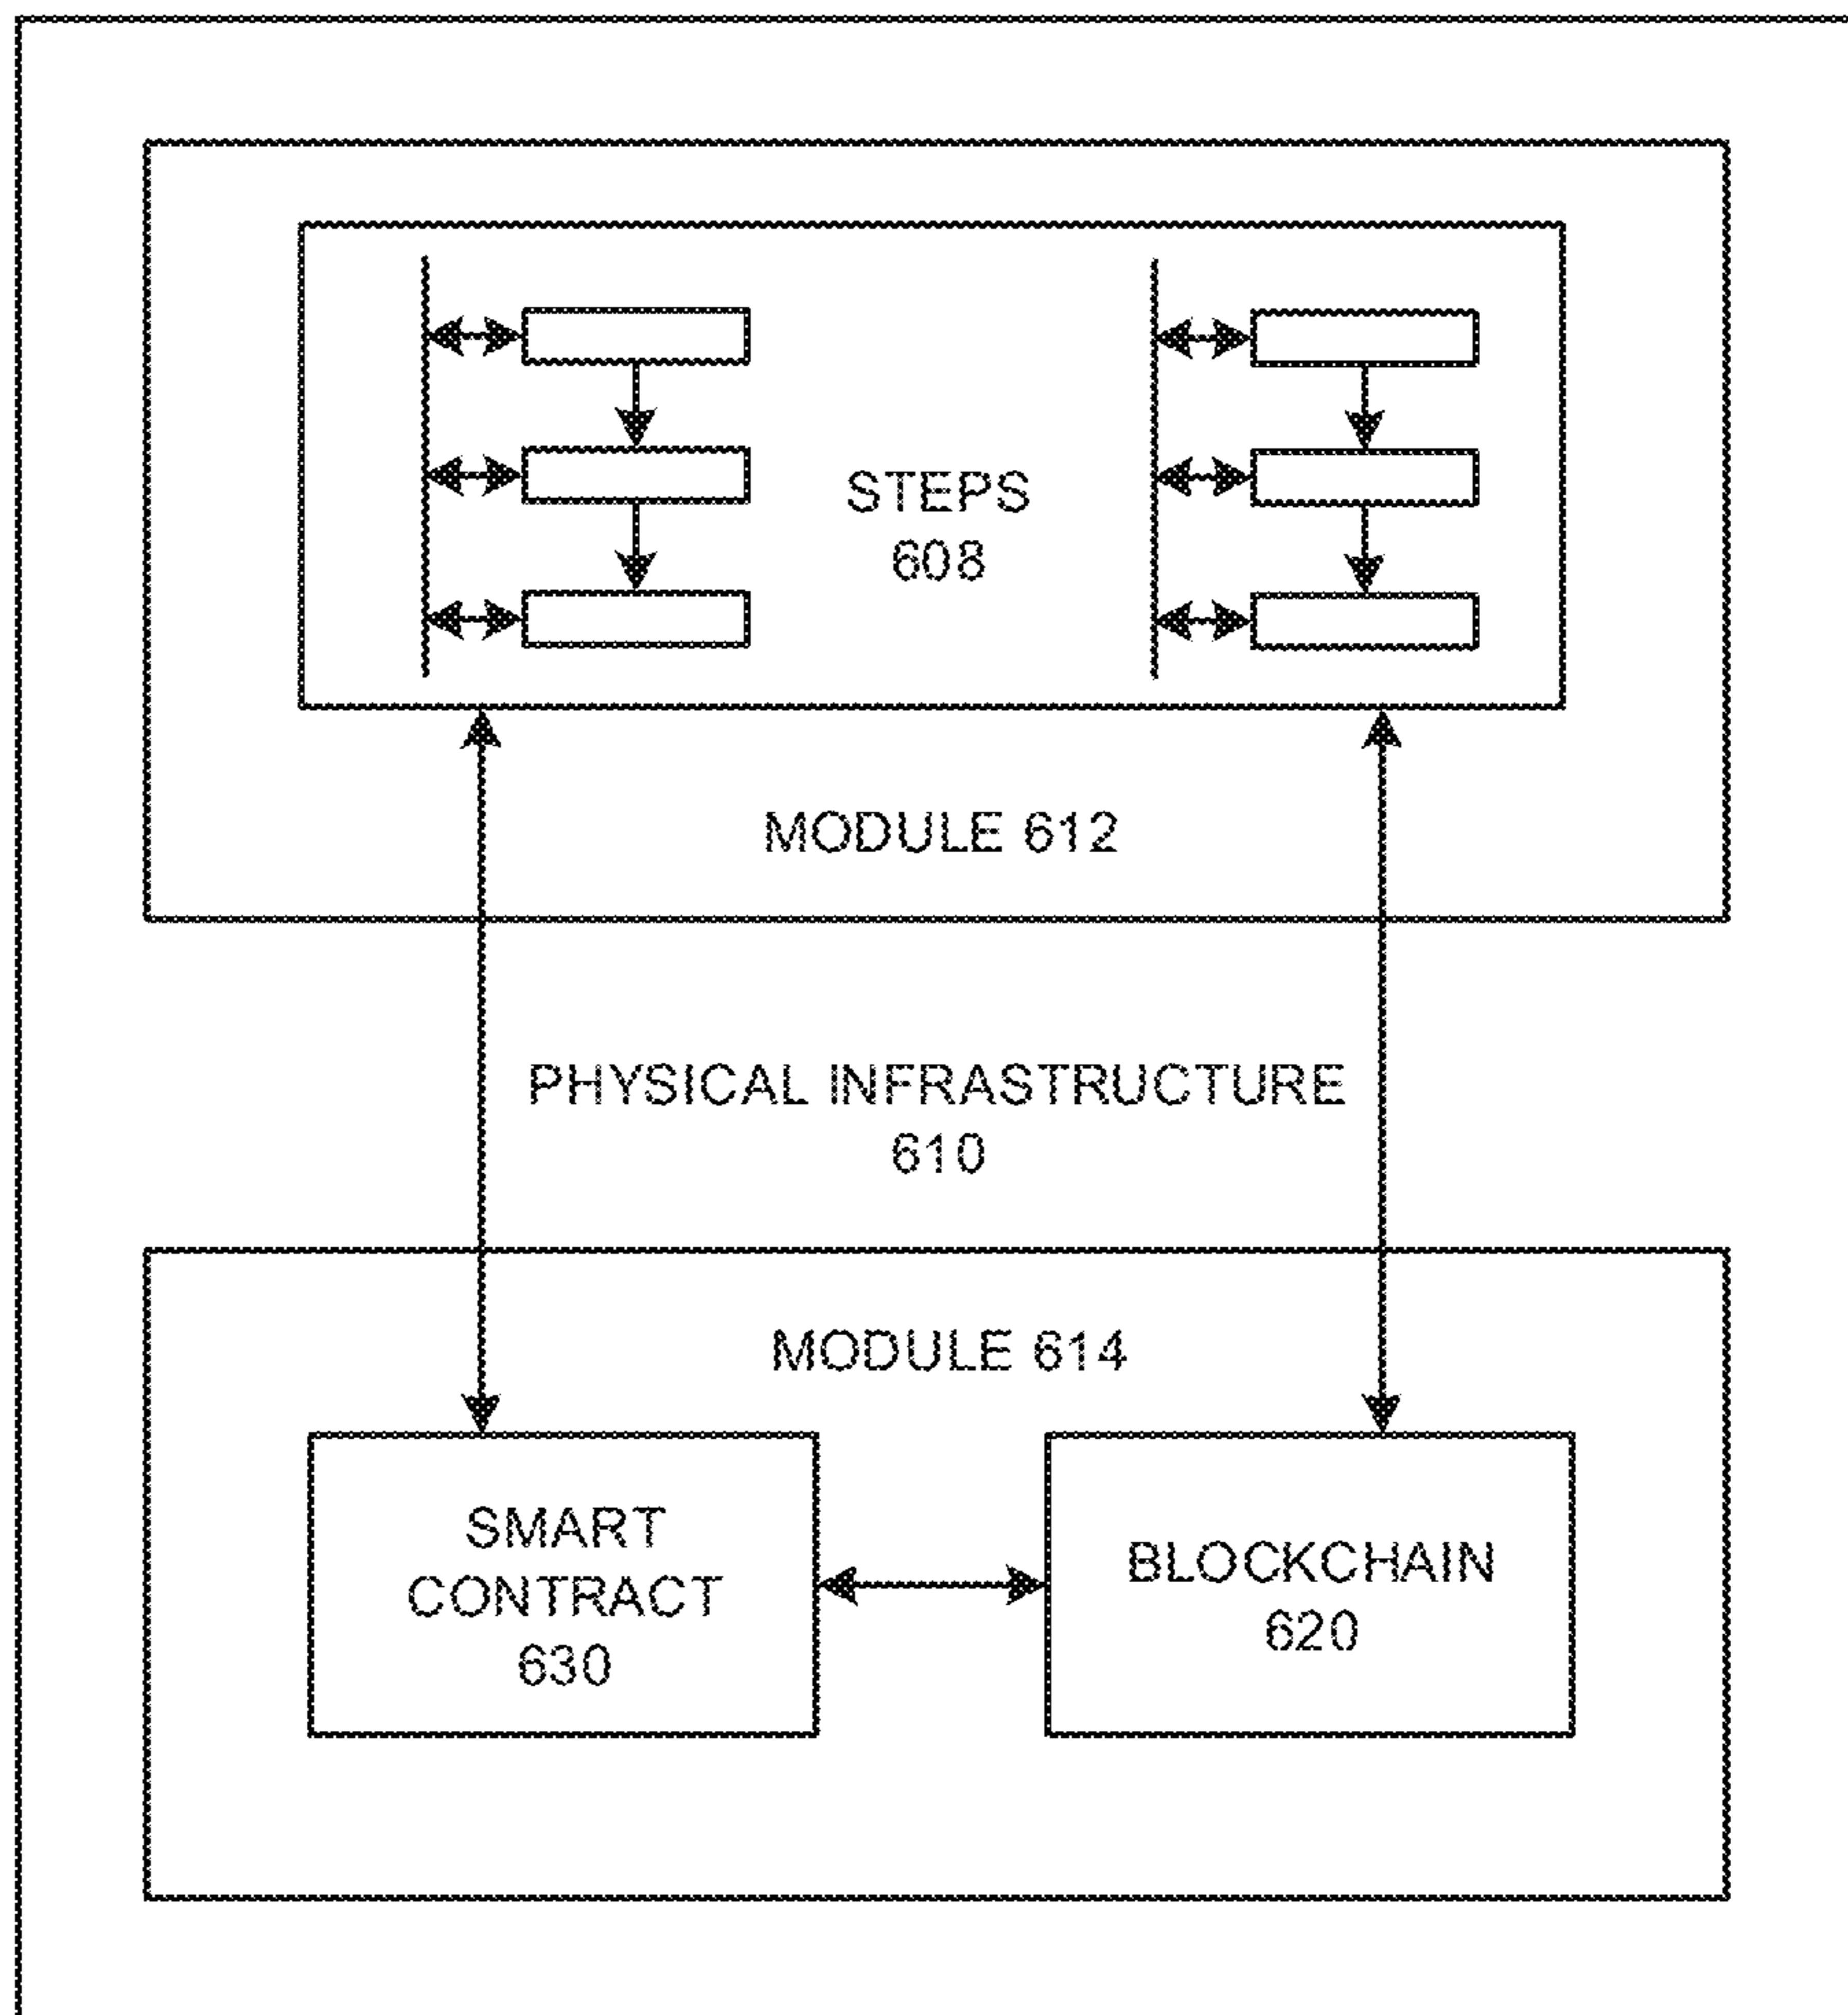 STEPS
608
MODULE 612
PHYSICAL INFRASTRUCTURE
610
MODULE 614
SMART
CONTRACT
630
BLOCKCHAIN
620